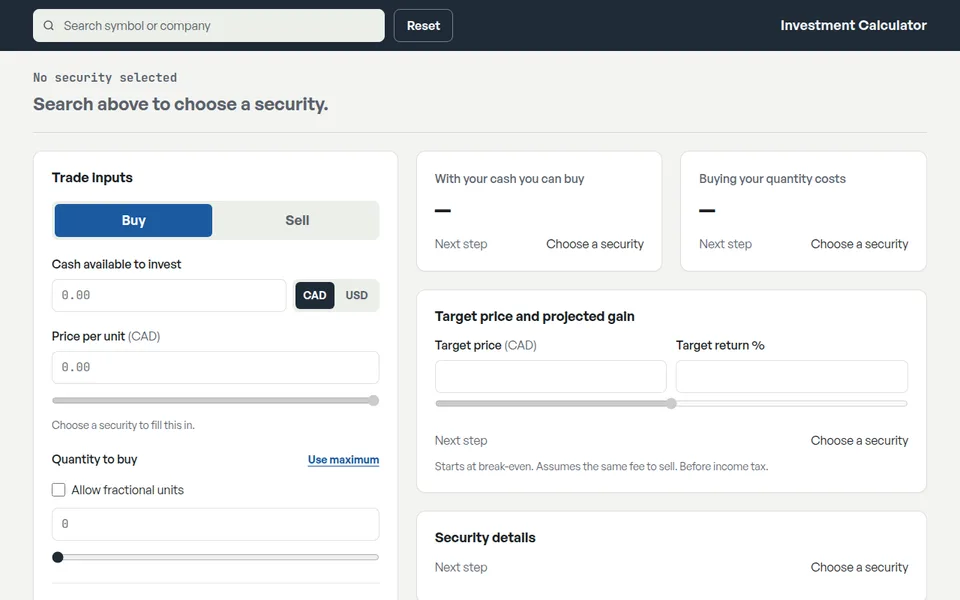 Search symbol or company
Reset
Investment Calculator
No security selected
Search above to choose a security.
Trade Inputs
Buy
Sell
Cash available to invest
0.00
CAD
USD
Price per unit (CAD)
0.00
Choose a security to fill this in.
Quantity to buy
Use maximum
Allow fractional units
0
With your cash you can buy
—
Next step
Choose a security
Buying your quantity costs
—
Next step
Choose a security
Target price and projected gain
Target price (CAD)
Target return %
Next step
Choose a security
Starts at break-even. Assumes the same fee to sell. Before income tax.
Security details
Next step
Choose a security